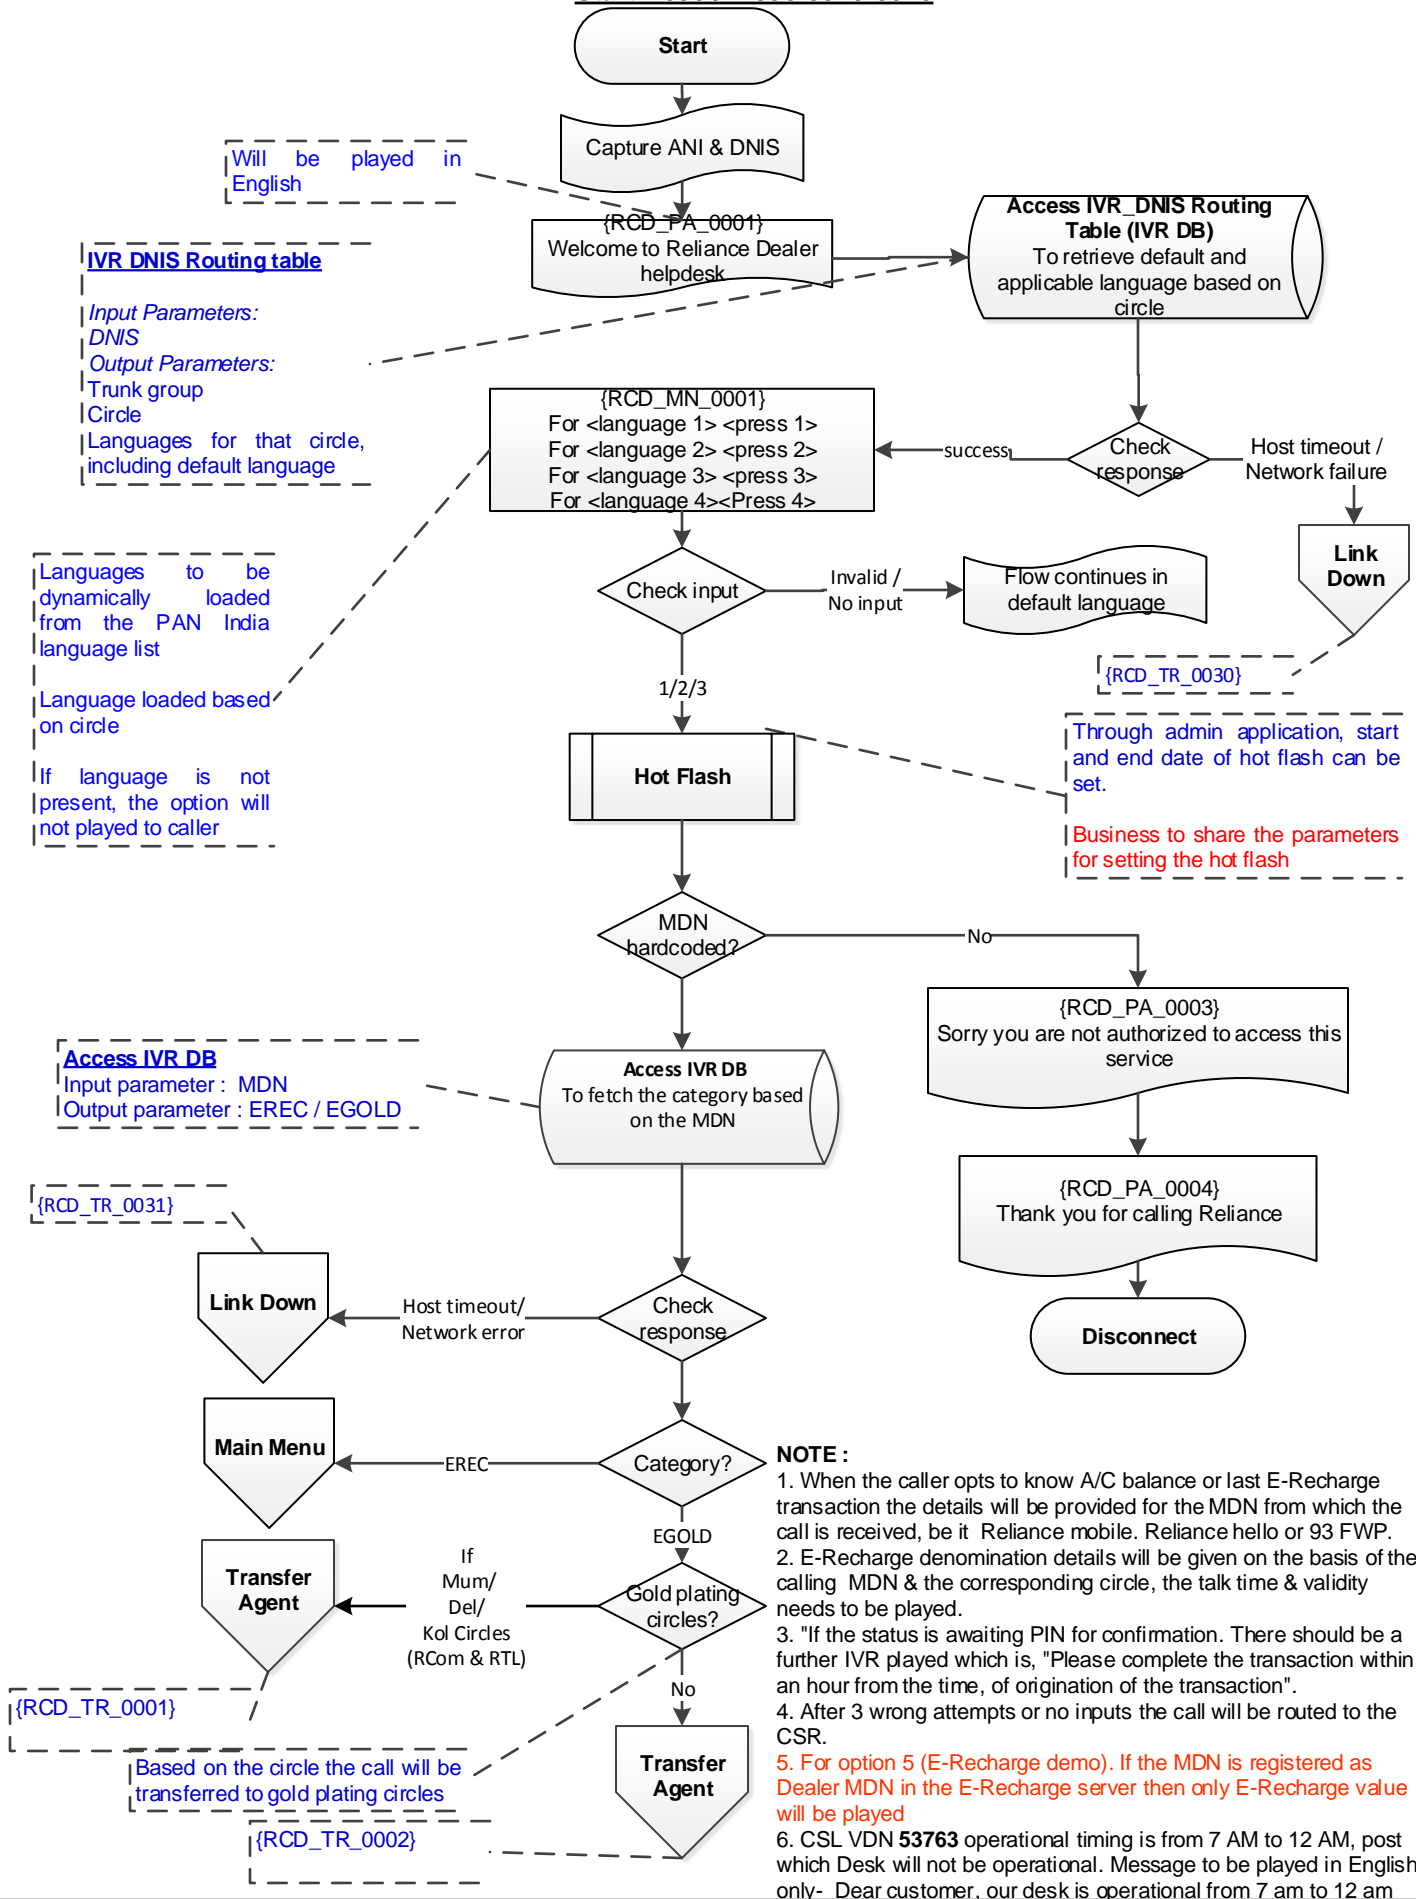 Start
Capture ANI & DNIS
Will be played in
English
{RCD_PA_0001}
Welcome to Reliance Dealer
helpdesk
Access IVR_DNIS Routing
Table (IVR DB)
To retrieve default and
applicable language based on
circle
IVR DNIS Routing table
Input Parameters:
DNIS
Output Parameters:
Trunk group
Circle
Languages for that circle,
including default language
{RCD_MN_0001}
For <language 1> <press 1>
For <language 2> <press 2>
For <language 3> <press 3>
For <language 4><Press 4>
success
Check
response
Host timeout /
Network failure
Link
Down
{RCD_TR_0030}
Languages to be
dynamically loaded
from the PAN India
language list
Language loaded based
on circle
If language is not
present, the option will
not played to caller
Check input
Invalid /
No input
Flow continues in
default language
1/2/3
Hot Flash
Through admin application, start
and end date of hot flash can be
set.
Business to share the parameters
for setting the hot flash
MDN
hardcoded?
No
{RCD_PA_0003}
Sorry you are not authorized to access this
service
{RCD_PA_0004}
Thank you for calling Reliance
Disconnect
Access IVR DB
Input parameter : MDN
Output parameter : EREC / EGOLD
Access IVR DB
To fetch the category based
on the MDN
{RCD_TR_0031}
Link Down
Host timeout/
Network error
Check
response
Main Menu
EREC
Category?
EGOLD
Transfer
Agent
If
Mum/
Del/
Kol Circles
(RCom & RTL)
Gold plating
circles?
No
{RCD_TR_0001}
Based on the circle the call will be
transferred to gold plating circles
Transfer
Agent
{RCD_TR_0002}
NOTE :
1. When the caller opts to know A/C balance or last E-Recharge
transaction the details will be provided for the MDN from which the
call is received, be it Reliance mobile. Reliance hello or 93 FWP.
2. E-Recharge denomination details will be given on the basis of the
calling MDN & the corresponding circle, the talk time & validity
needs to be played.
3. "If the status is awaiting PIN for confirmation. There should be a
further IVR played which is, "Please complete the transaction within
an hour from the time, of origination of the transaction".
4. After 3 wrong attempts or no inputs the call will be routed to the
CSR.
5. For option 5 (E-Recharge demo). If the MDN is registered as
Dealer MDN in the E-Recharge server then only E-Recharge value
will be played
6. CSL VDN 53763 operational timing is from 7 AM to 12 AM, post
which Desk will not be operational. Message to be played in English
only- Dear customer, our desk is operational from 7 am to 12 am